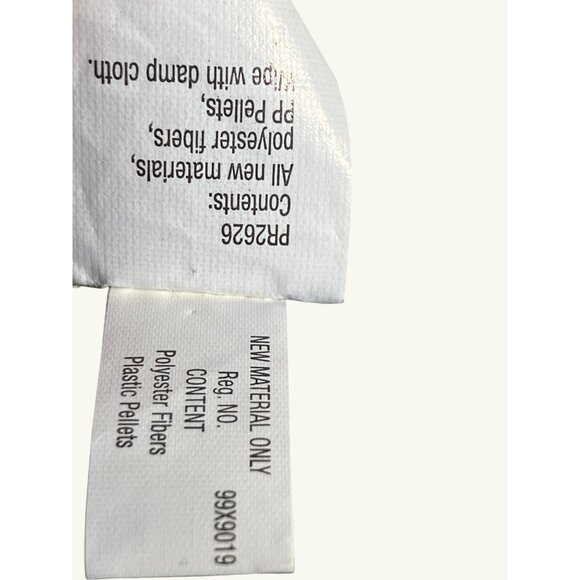 PR2626
Contents:
All new materials,
polyester fibers,
PP Pellets,
Wipe with damp cloth.
NEW MATERIAL ONLY
Reg. NO. 99X9019
CONTENT
Polyester Fibers
Plastic Pellets